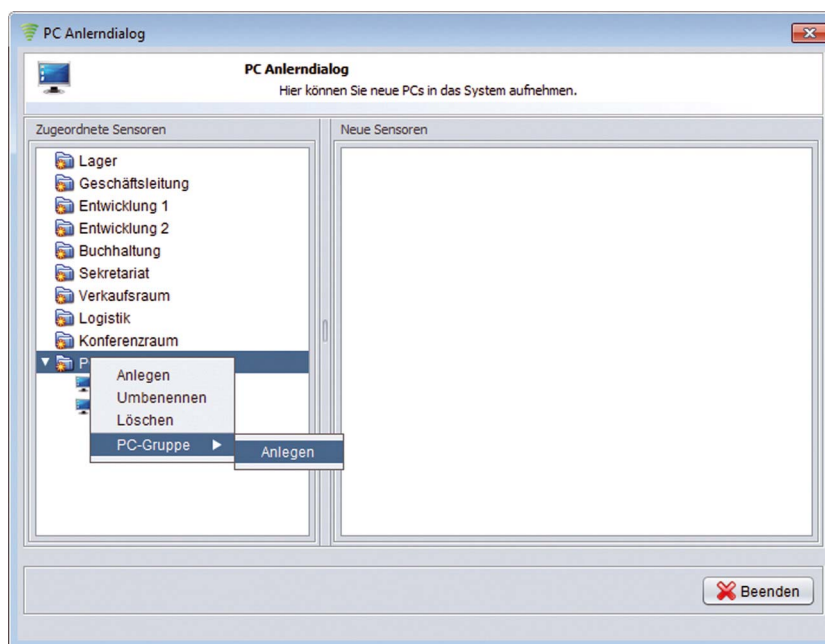 PC Anlerndialog
PC Anlerndialog
Hier können Sie neue PCs in das System aufnehmen.
Zugeordnete Sensoren
Neue Sensoren
Lager
Geschäftsleitung
Entwicklung 1
Entwicklung 2
Buchhaltung
Sekretariat
Verkaufsraum
Logistik
Konferenzraum
P
Anlegen
Umbenennen
Löschen
PC-Gruppe
Anlegen
Beenden